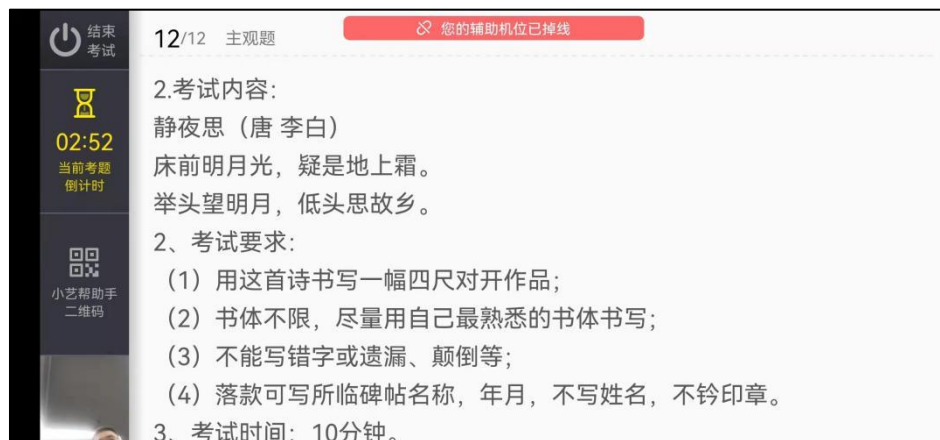 结束
考试
12/12 主观题
您的辅助机位已掉线
02:52
当前考题
倒计时
小艺帮助手
二维码
2.考试内容：
静夜思（唐 李白）
床前明月光，疑是地上霜。
举头望明月，低头思故乡。
2、考试要求：
（1）用这首诗书写一幅四尺对开作品；
（2）书体不限，尽量用自己最熟悉的书体书写；
（3）不能写错字或遗漏、颠倒等；
（4）落款可写所临碑帖名称，年月，不写姓名，不钤印章。
3、考试时间：10分钟。